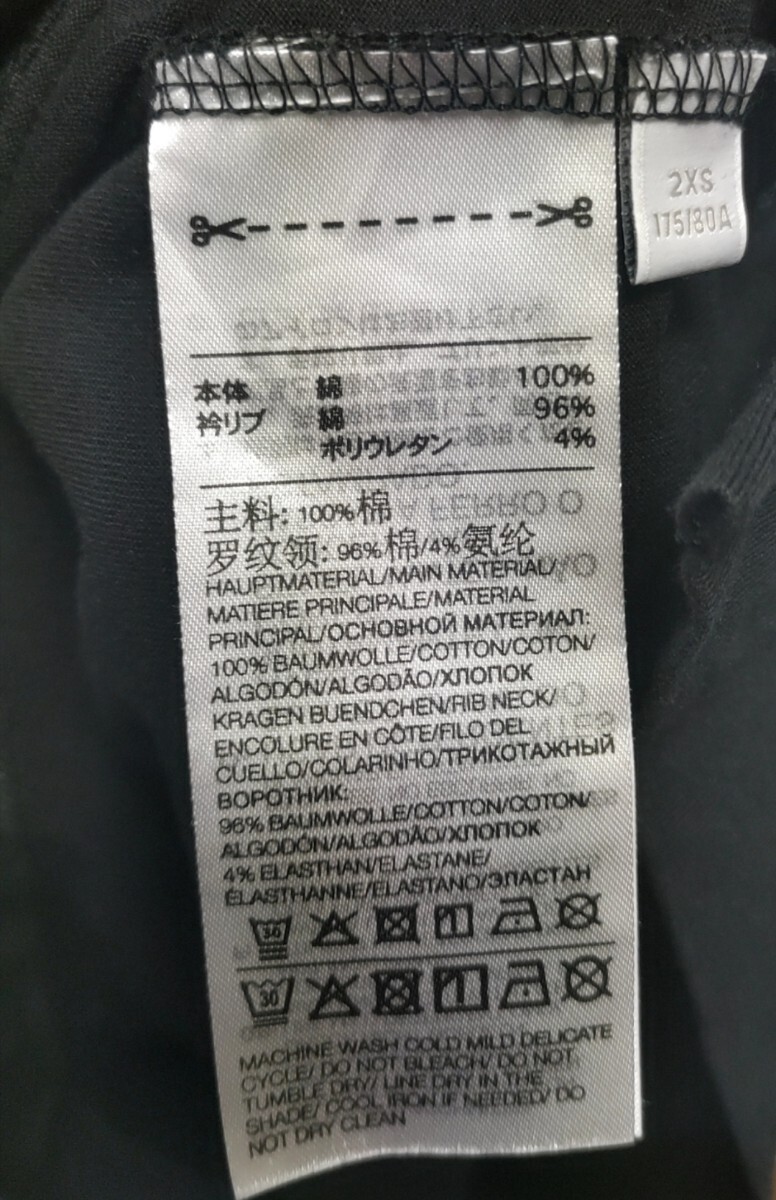 2XS
175/80A
本体 綿 100%
衿リブ 綿 96%
ポリウレタン 4%
主料: 100%棉
罗纹领: 96%棉/4%氨纶
HAUPTMATERIAL/MAIN MATERIAL/
MATIERE PRINCIPALE/MATERIAL
PRINCIPAL/ОСНОВНОЙ МАТЕРИАЛ:
100% BAUMWOLLE/COTTON/COTON/
ALGODÓN/ALGODÃO/ХЛОПОК
KRAGEN BUENDCHEN/RIB NECK/
ENCOLURE EN CÔTE/FILO DEL
CUELLO/COLARINHO/ТРИКОТАЖНЫЙ
ВОРОТНИК:
96% BAUMWOLLE/COTTON/COTON/
ALGODÓN/ALGODÃO/ХЛОПОК
4% ELASTHAN/ELASTANE/
ÉLASTHANNE/ELASTANO/ЭЛАСТАН
30
30
MACHINE WASH COLD MILD DELICATE
CYCLE/ DO NOT BLEACH/ DO NOT
TUMBLE DRY/ LINE DRY IN THE
SHADE/ COOL IRON IF NEEDED/ DO
NOT DRY CLEAN